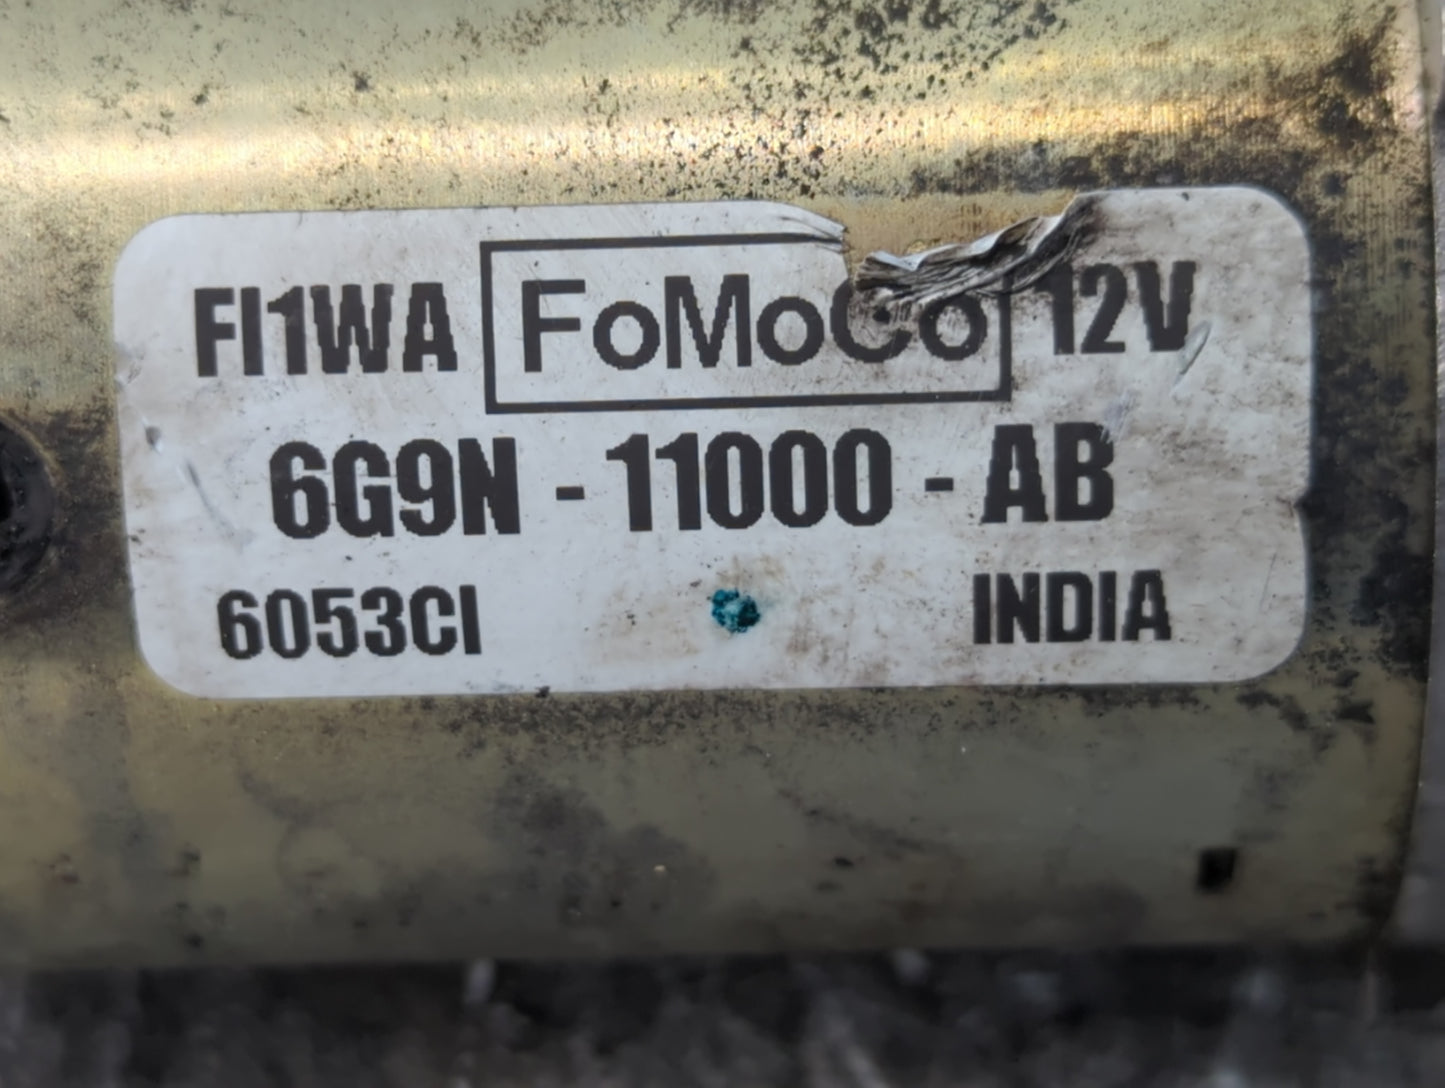 FI1WA FoMoCo 12V
6G9N - 11000 - AB
6053CI INDIA